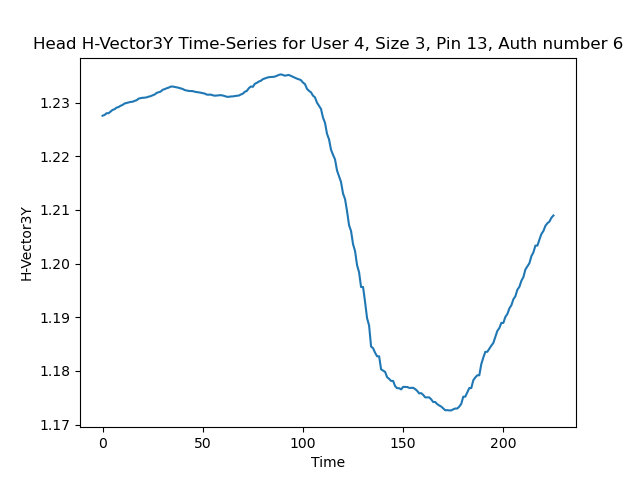 Head H-Vector3Y Time-Series for User 4, Size 3, Pin 13, Auth number 6
1.23
1.22
1.21
1.20
1.19
1.18
1.17
H-Vector3Y
0 50 100 150 200
Time